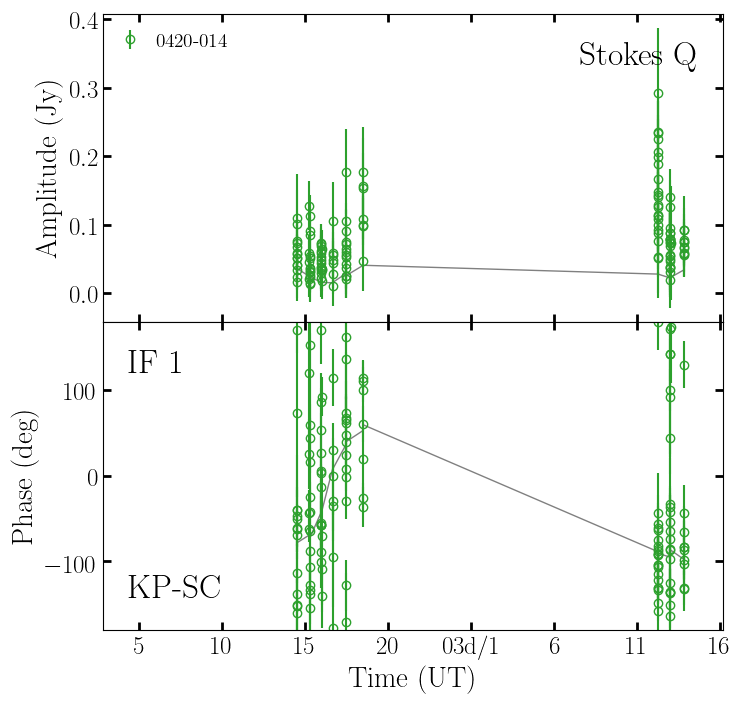 0420-014
Stokes Q
0.4
0.3
0.2
0.1
0.0
Amplitude (Jy)
IF 1
100
0
−100
Phase (deg)
KP-SC
5 10 15 20 03d/1 6 11 16
Time (UT)